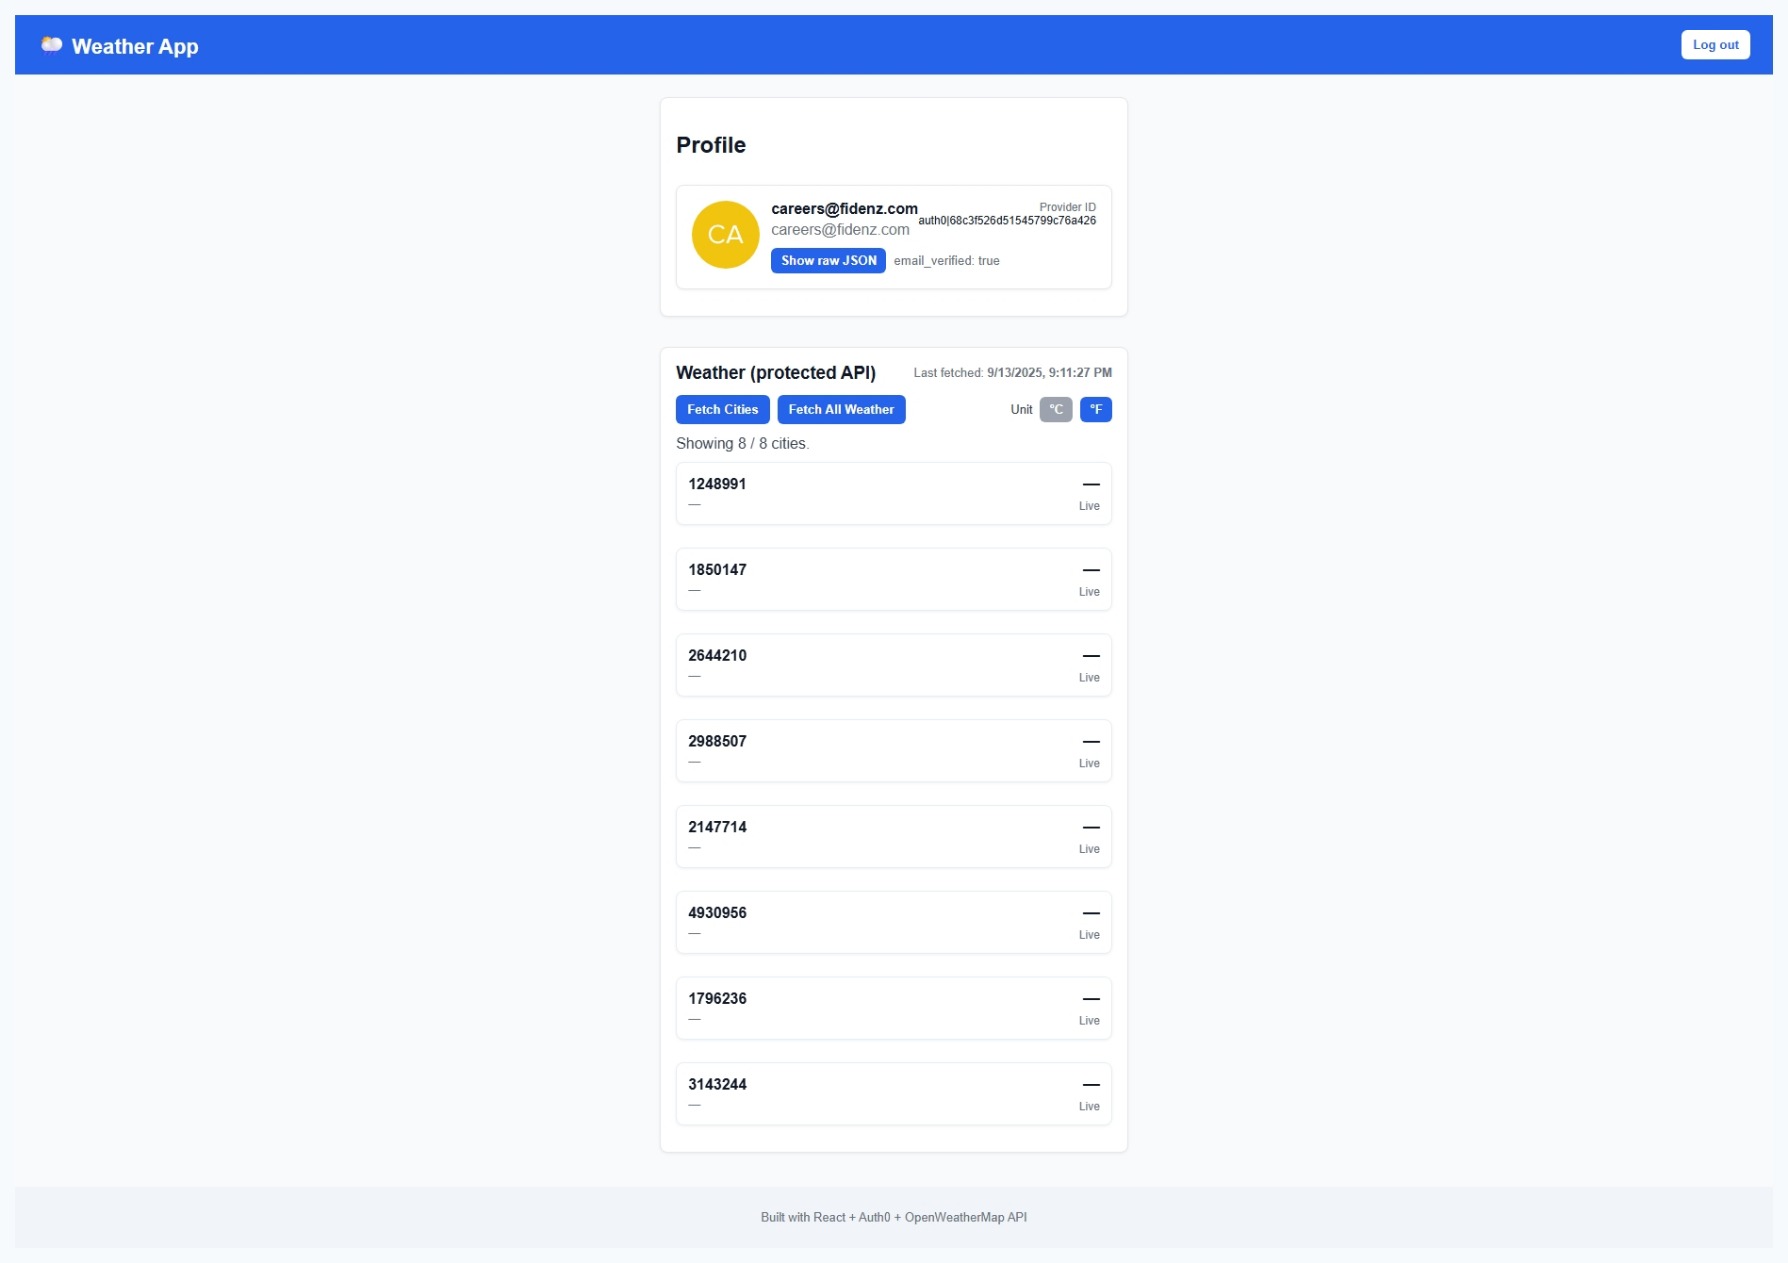 Weather App
Log out
Profile
CA
careers@fidenz.com
careers@fidenz.com
Provider ID
auth0|68c3f526d51545799c76a426
Show raw JSON
email_verified: true
Weather (protected API)
Last fetched: 9/13/2025, 9:11:27 PM
Fetch Cities
Fetch All Weather
Unit
°C
°F
Showing 8 / 8 cities.
1248991
—
—
Live
1850147
—
—
Live
2644210
—
—
Live
2988507
—
—
Live
2147714
—
—
Live
4930956
—
—
Live
1796236
—
—
Live
3143244
—
—
Live
Built with React + Auth0 + OpenWeatherMap API